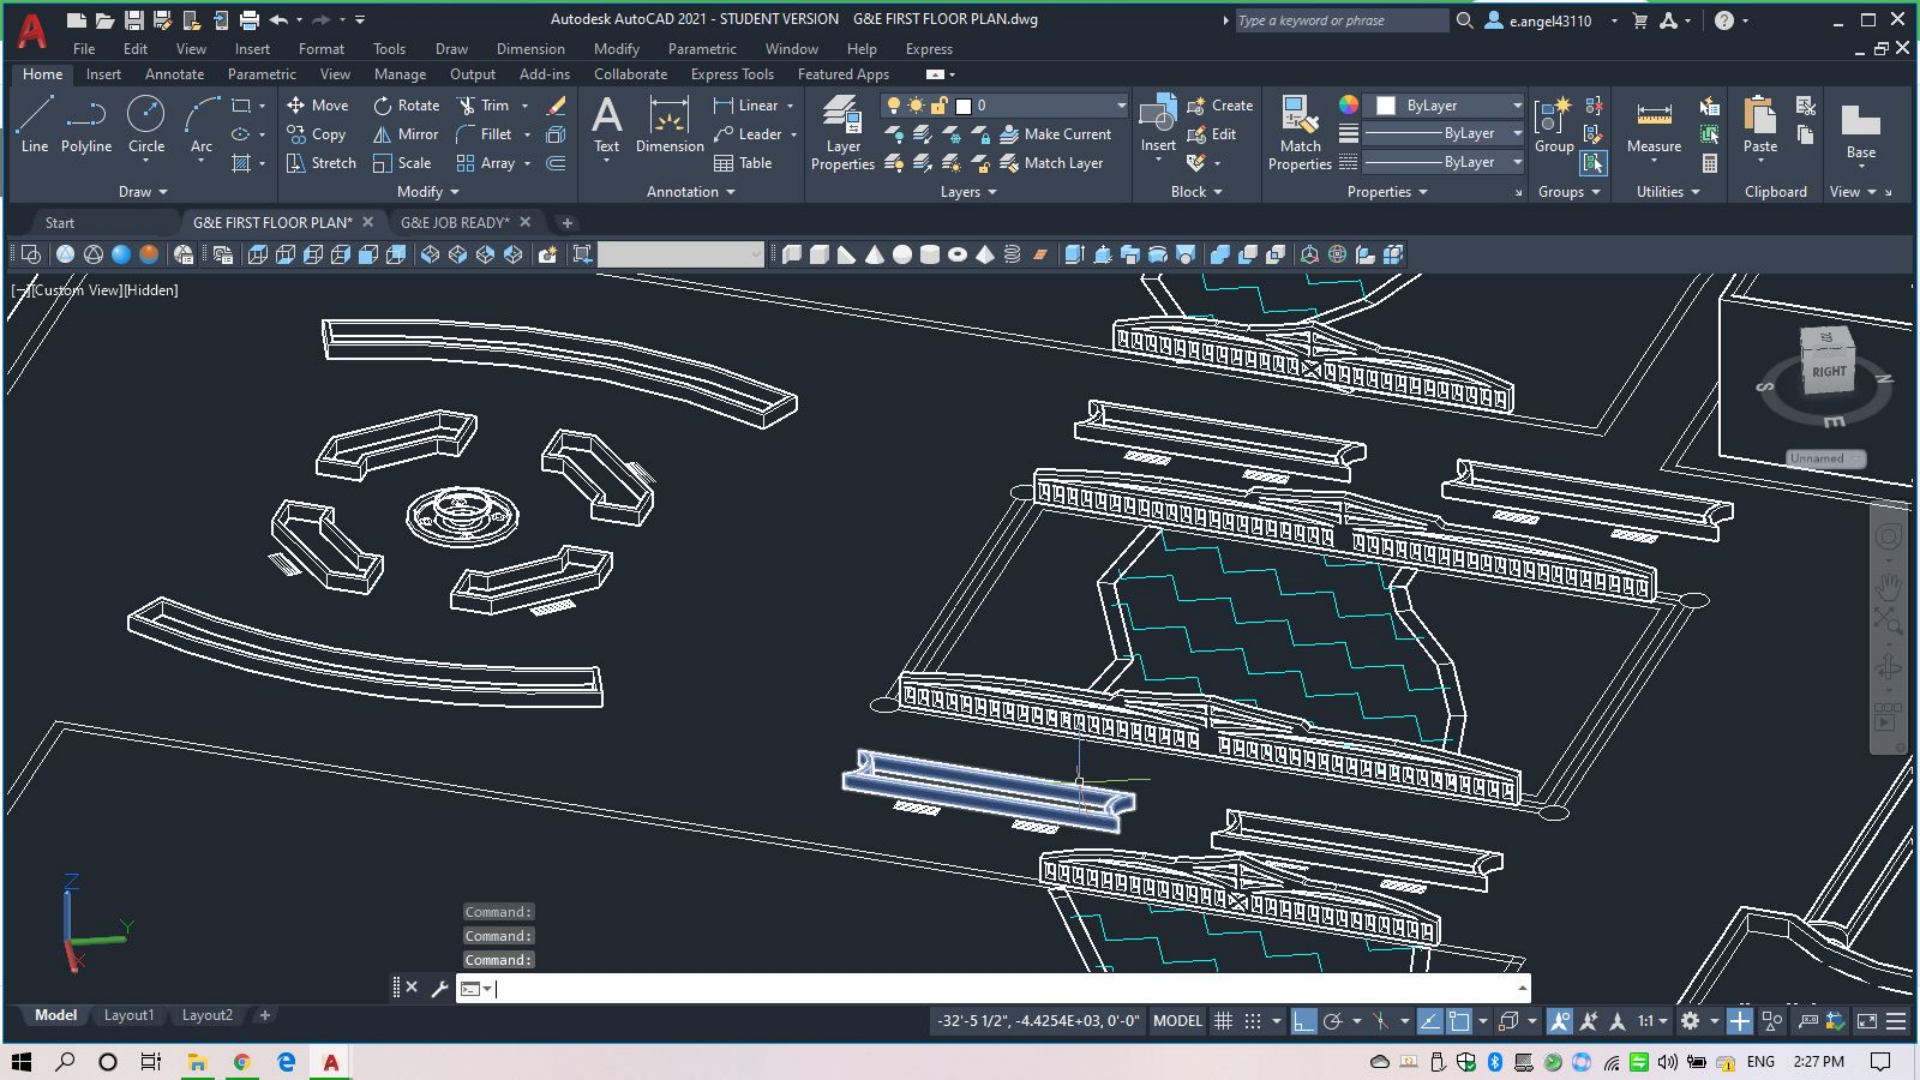 Autodesk AutoCAD 2021 - STUDENT VERSION G&E FIRST FLOOR PLAN.dwg
Type a keyword or phrase
e.angel43110
File Edit View Insert Format Tools Draw Dimension Modify Parametric Window Help Express
Home Insert Annotate Parametric View Manage Output Add-ins Collaborate Express Tools Featured Apps
Line Polyline Circle Arc
Move Rotate Trim
Copy Mirror Fillet
Stretch Scale Array
Text Dimension
Linear
Leader
Table
Layer Properties
0
Make Current
Match Layer
Insert
Create
Edit
Match Properties
ByLayer
ByLayer
ByLayer
Group
Measure
Paste
Base
Draw Modify Annotation Layers Block Properties Groups Utilities Clipboard View
Start G&E FIRST FLOOR PLAN* G&E JOB READY*
[−][Custom View][Hidden]
RIGHT
S N E
Unnamed
Z
Y
X
Command:
Command:
Command:
Model Layout1 Layout2
-32'-5 1/2", -4.4254E+03, 0'-0" MODEL 1:1
ENG 2:27 PM